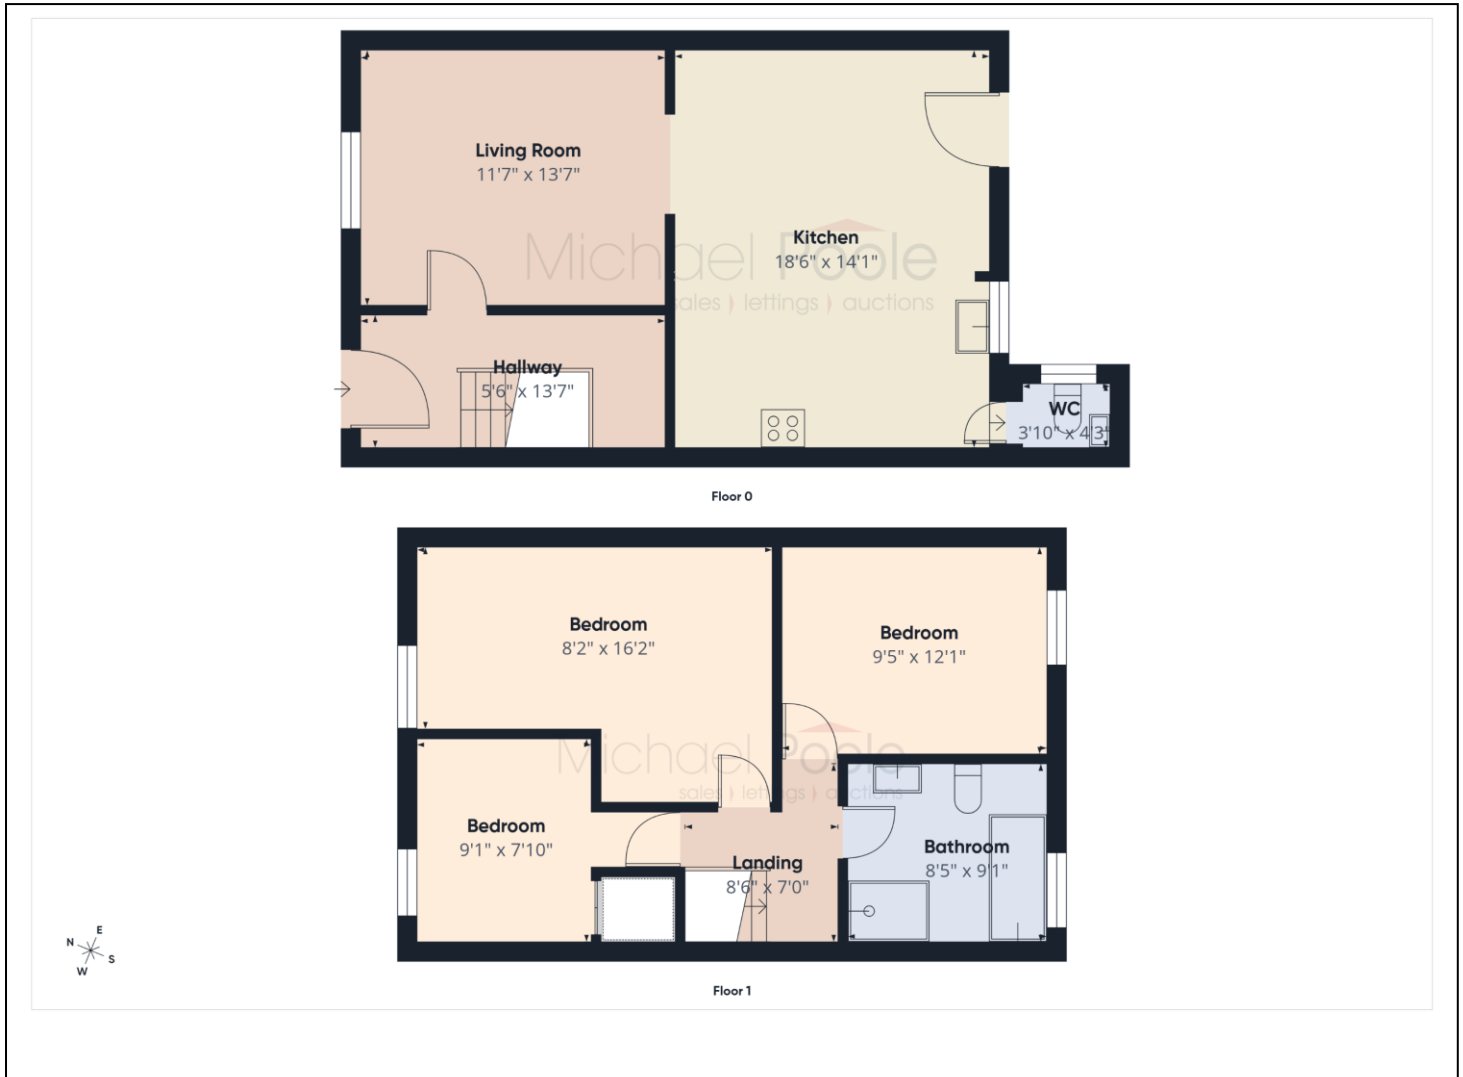 Living Room
11'7" x 13'7"
Kitchen
18'6" x 14'1"
Michael Poole
sales ) lettings ) auctions
Hallway
5'6" x 13'7"
WC
3'10" x 4'3"
Floor 0
Bedroom
8'2" x 16'2"
Bedroom
9'5" x 12'1"
Michael Poole
sales ) lettings ) auctions
Bedroom
9'1" x 7'10"
Landing
8'6" x 7'0"
Bathroom
8'5" x 9'1"
N
E
S
W
Floor 1